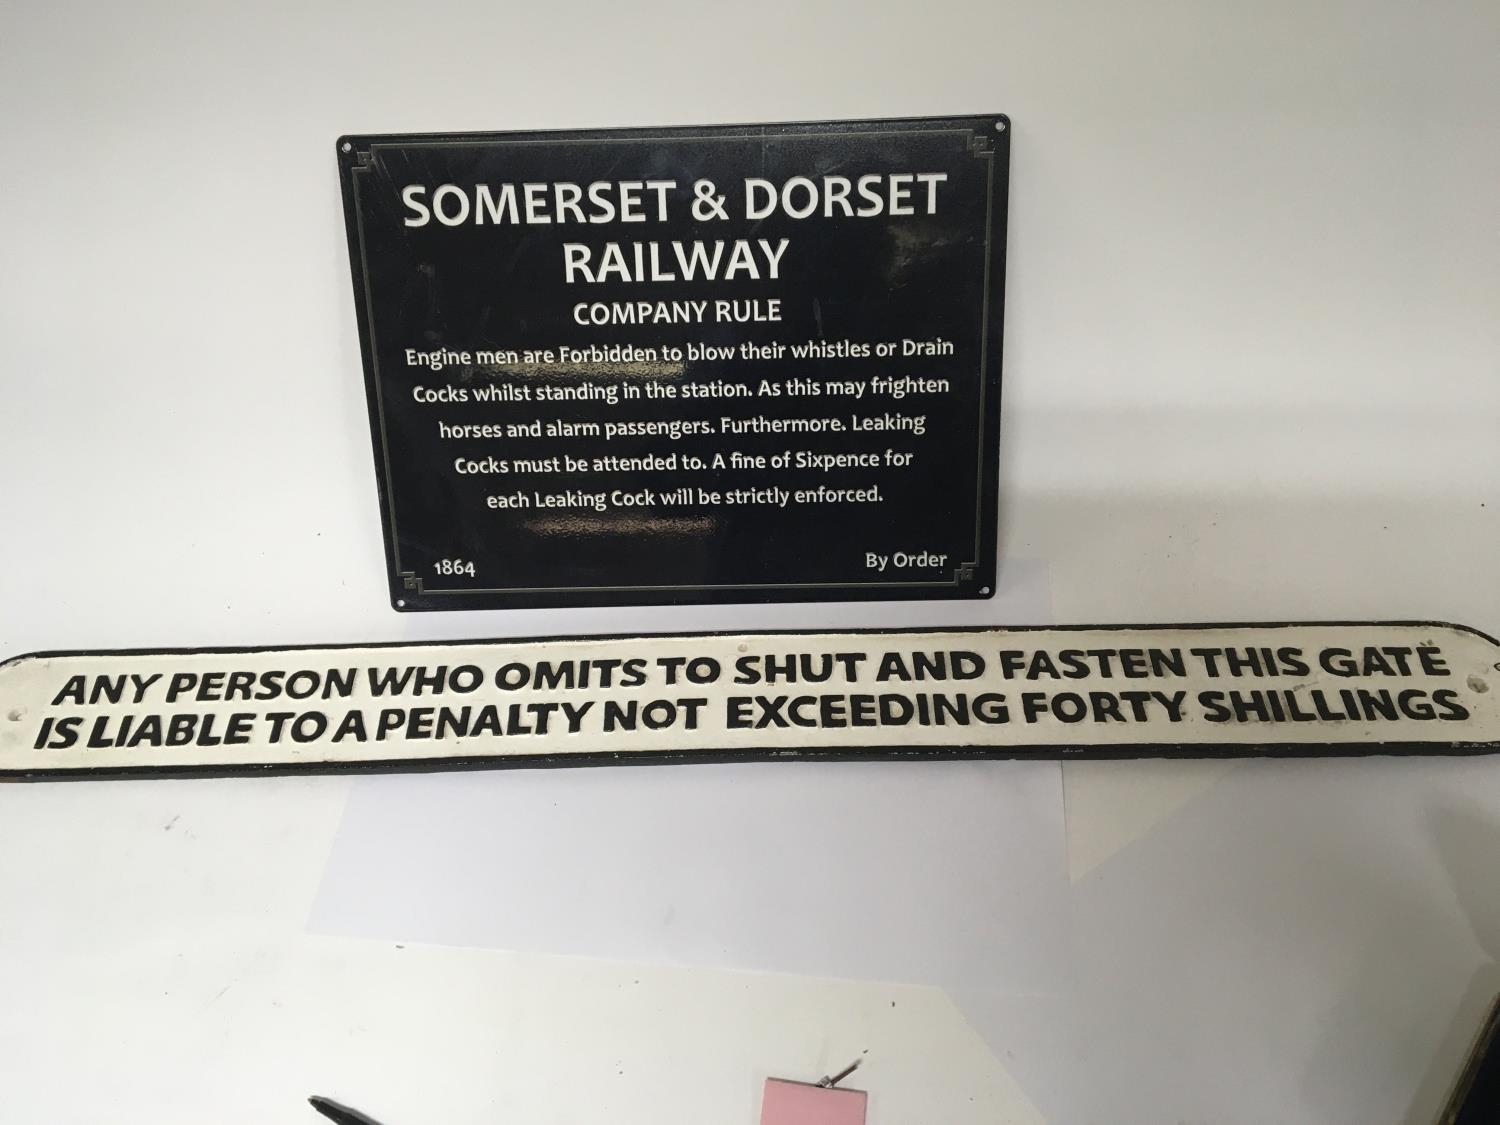 SOMERSET & DORSET
RAILWAY
COMPANY RULE
Engine men are Forbidden to blow their whistles or Drain
Cocks whilst standing in the station. As this may frighten
horses and alarm passengers. Furthermore. Leaking
Cocks must be attended to. A fine of Sixpence for
each Leaking Cock will be strictly enforced.
1864 By Order
ANY PERSON WHO OMITS TO SHUT AND FASTEN THIS GATE
IS LIABLE TO A PENALTY NOT EXCEEDING FORTY SHILLINGS